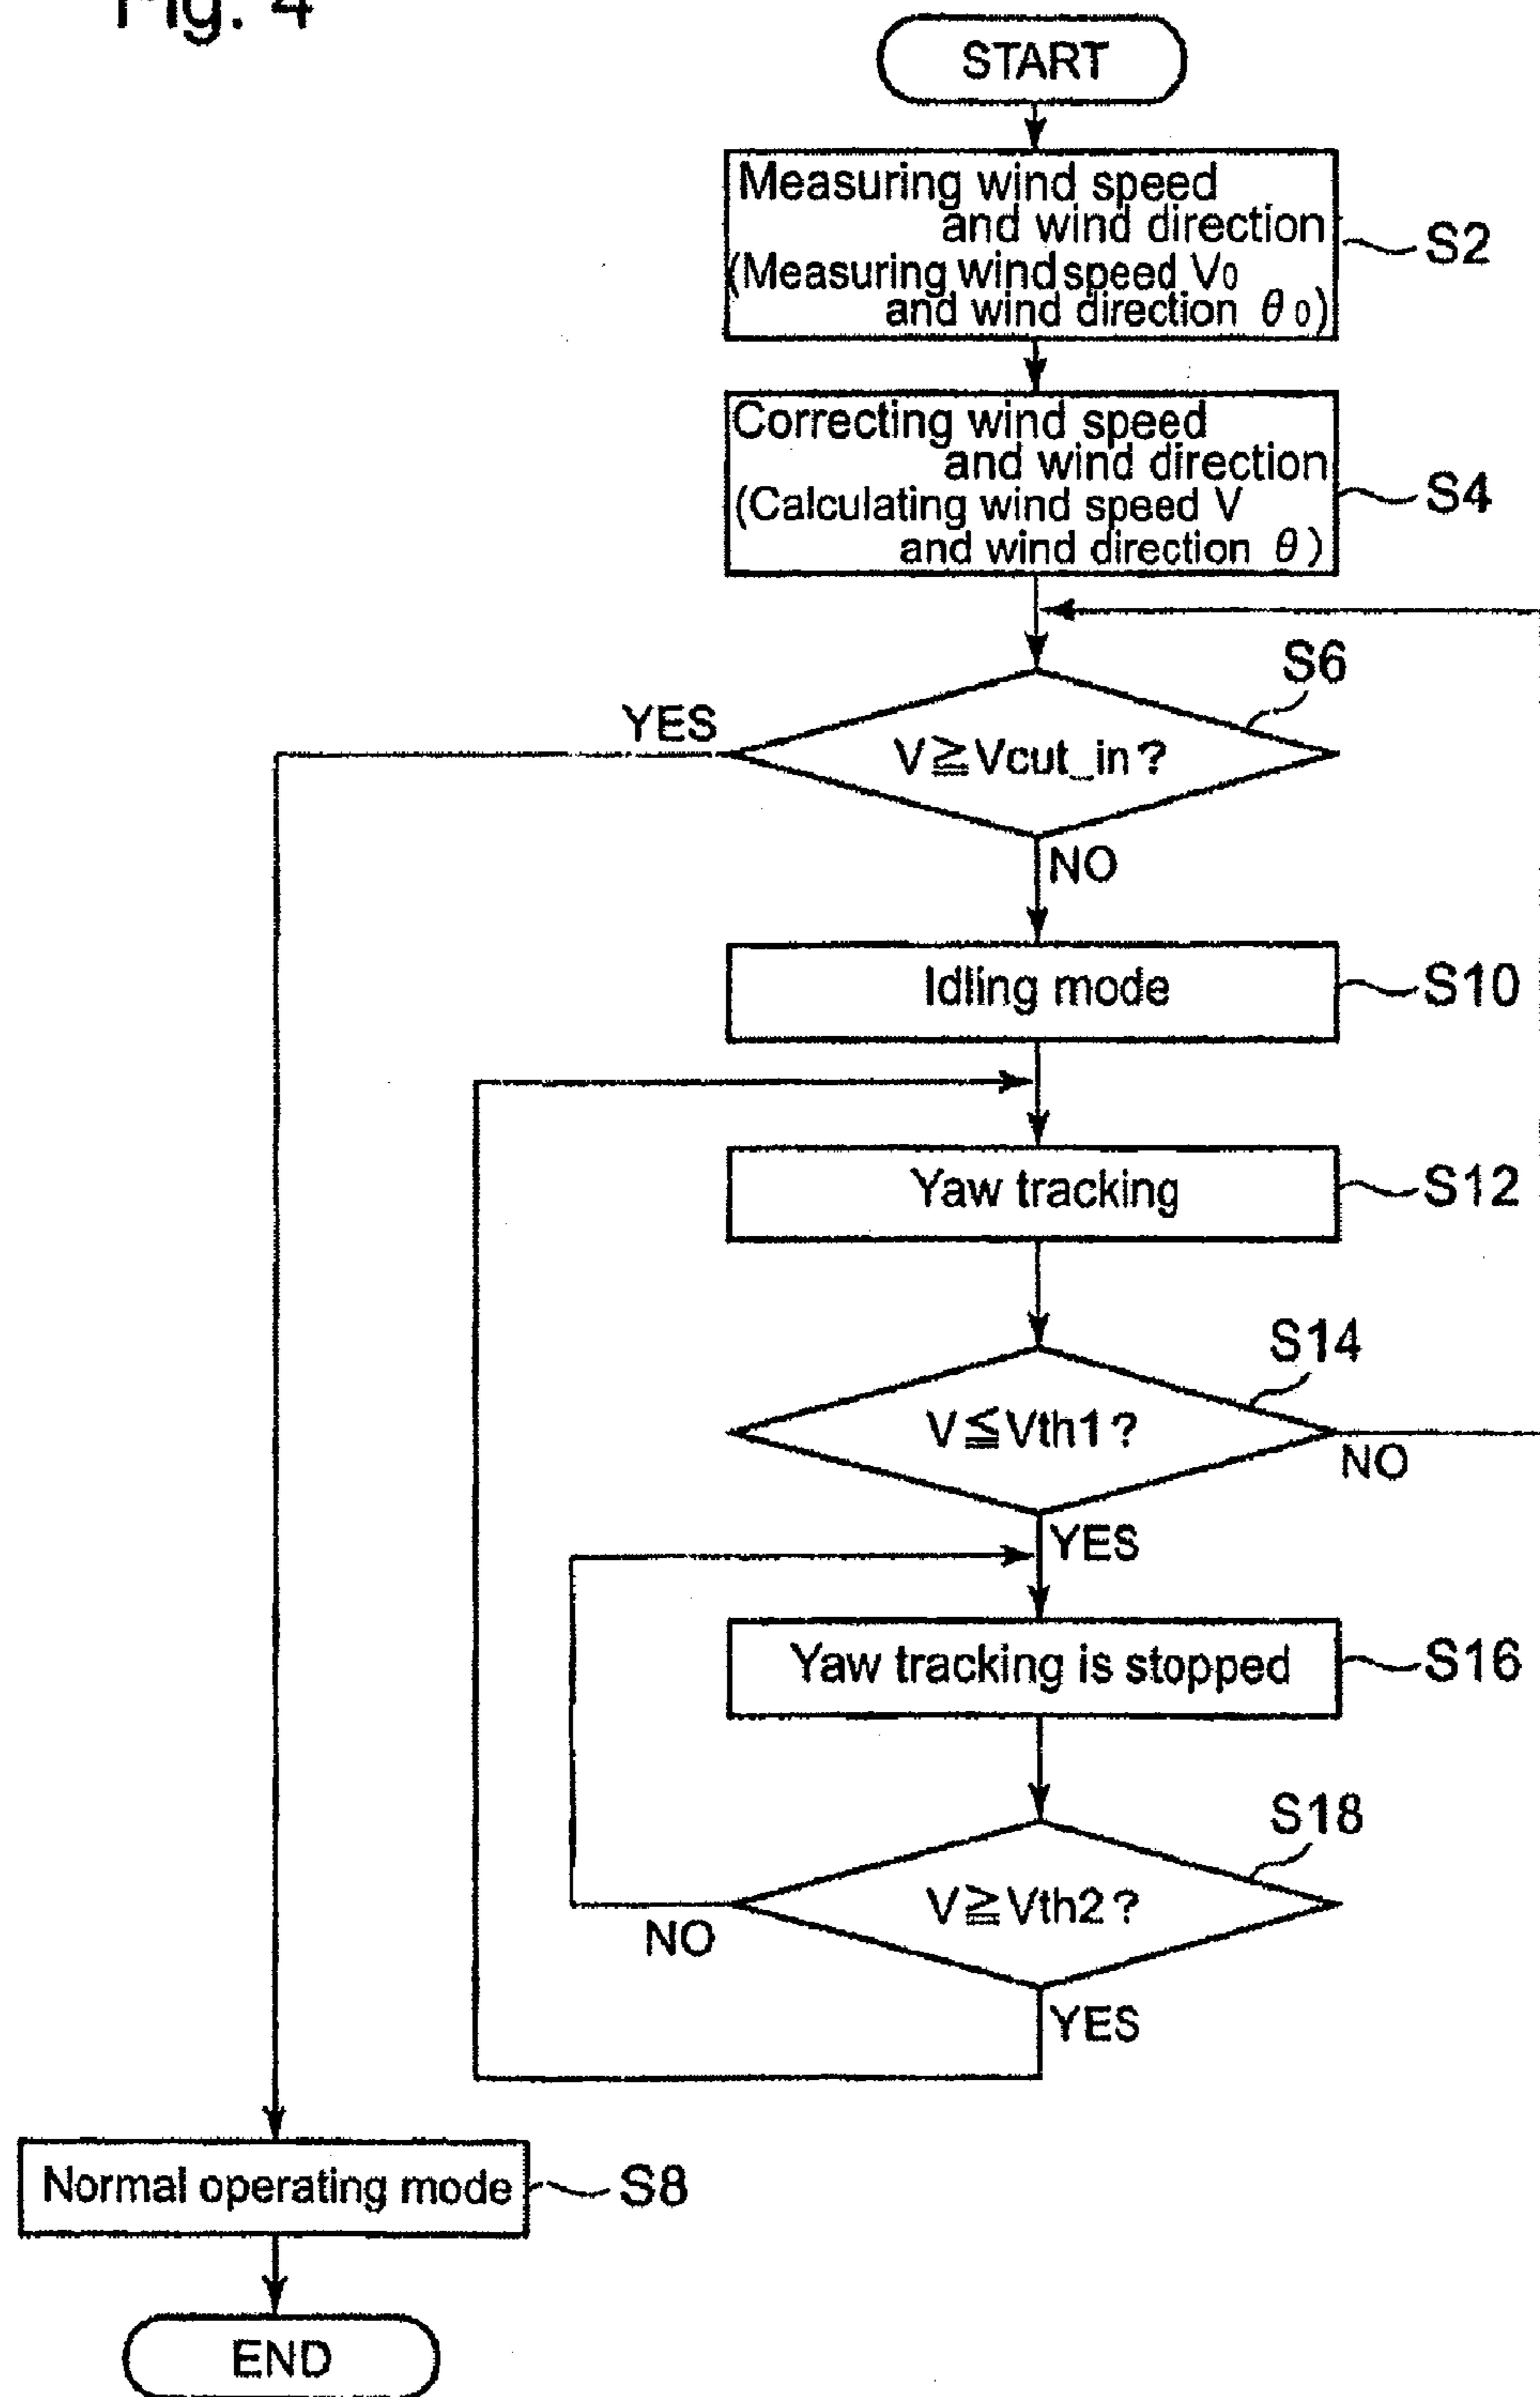 Fig. 4
START
Measuring wind speed
and wind direction
(Measuring wind speed V0
and wind direction θ0)
S2
Correcting wind speed
and wind direction
(Calculating wind speed V
and wind direction θ)
S4
S6
YES
V≧Vcut_in?
NO
Idling mode
S10
Yaw tracking
S12
S14
V≦Vth1?
NO
YES
Yaw tracking is stopped
S16
S18
V≧Vth2?
NO
YES
Normal operating mode
S8
END